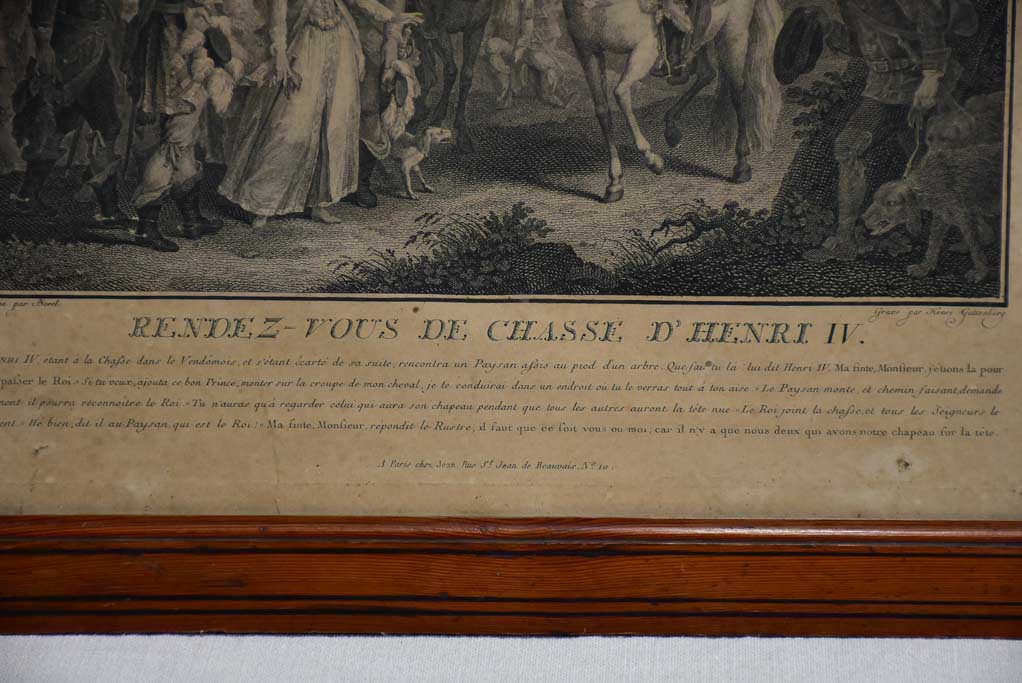 par Borel
Gravé par Henri Guttenberg
RENDEZ-VOUS DE CHASSE D'HENRI IV.
NRI IV, étant à la Chasse dans le Vendômois, et s'étant écarté de sa suite, rencontra un Paysan assis au pied d'un arbre. Que fais tu la? lui dit Henri IV. Ma finte, Monsieur, j'etions là pour
passer le Roi.» Si tu veux, ajouta ce bon Prince, monter sur la croupe de mon cheval, je te conduirai dans un endroit où tu le verras tout à ton aise.» Le Paysan monte, et chemin faisant, demande
ment il pourra reconnoître le Roi.»Tu n'auras qu'à regarder celui qui aura son chapeau pendant que tous les autres auront la tête nue.»Le Roi joint la chasse, et tous les Seigneurs le
ent.» Hé bien, dit il au Paysan, qui est le Roi?» Ma finte, Monsieur, répondit le Rustre, il faut que ce soit vous ou moi, car il n'y a que nous deux qui avons notre chapeau sur la tête.
A Paris chez Jean, Rue St. Jean de Beauvais, No. 10.